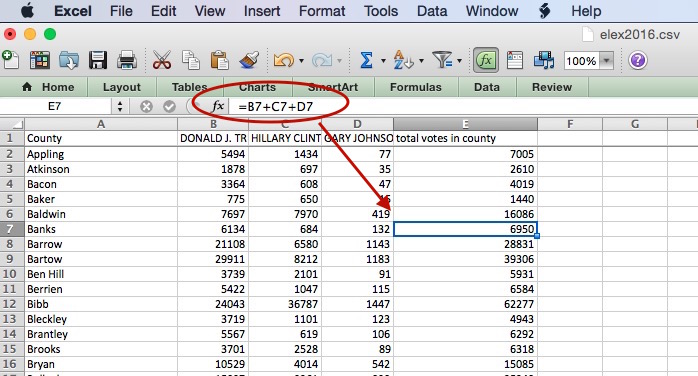 Excel File Edit View Insert Format Tools Data Window Help
elex2016.csv
100%
Home Layout Tables Charts SmartArt Formulas Data Review
E7 fx =B7+C7+D7
A B C D E F G
1 County DONALD J. TR HILLARY CLINT GARY JOHNSO total votes in county
2 Appling 5494 1434 77 7005
3 Atkinson 1878 697 35 2610
4 Bacon 3364 608 47 4019
5 Baker 775 650 1440
6 Baldwin 7697 7970 419 16086
7 Banks 6134 684 132 6950
8 Barrow 21108 6580 1143 28831
9 Bartow 29911 8212 1183 39306
10 Ben Hill 3739 2101 91 5931
11 Berrien 5422 1047 115 6584
12 Bibb 24043 36787 1447 62277
13 Bleckley 3719 1101 123 4943
14 Brantley 5567 619 106 6292
15 Brooks 3701 2528 89 6318
16 Bryan 10529 4014 542 15085